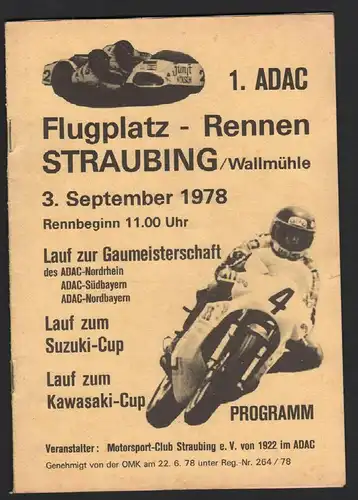 1. ADAC
Flugplatz - Rennen
STRAUBING /Wallmühle
3. September 1978
Rennbeginn 11.00 Uhr
Lauf zur Gaumeisterschaft
des ADAC-Nordrhein
ADAC-Südbayern
ADAC-Nordbayern
Lauf zum
Suzuki-Cup
Lauf zum
Kawasaki-Cup
4
PROGRAMM
Veranstalter: Motorsport-Club Straubing e. V. von 1922 im ADAC
Genehmigt von der OMK am 22. 6. 78 unter Reg.-Nr. 264 / 78